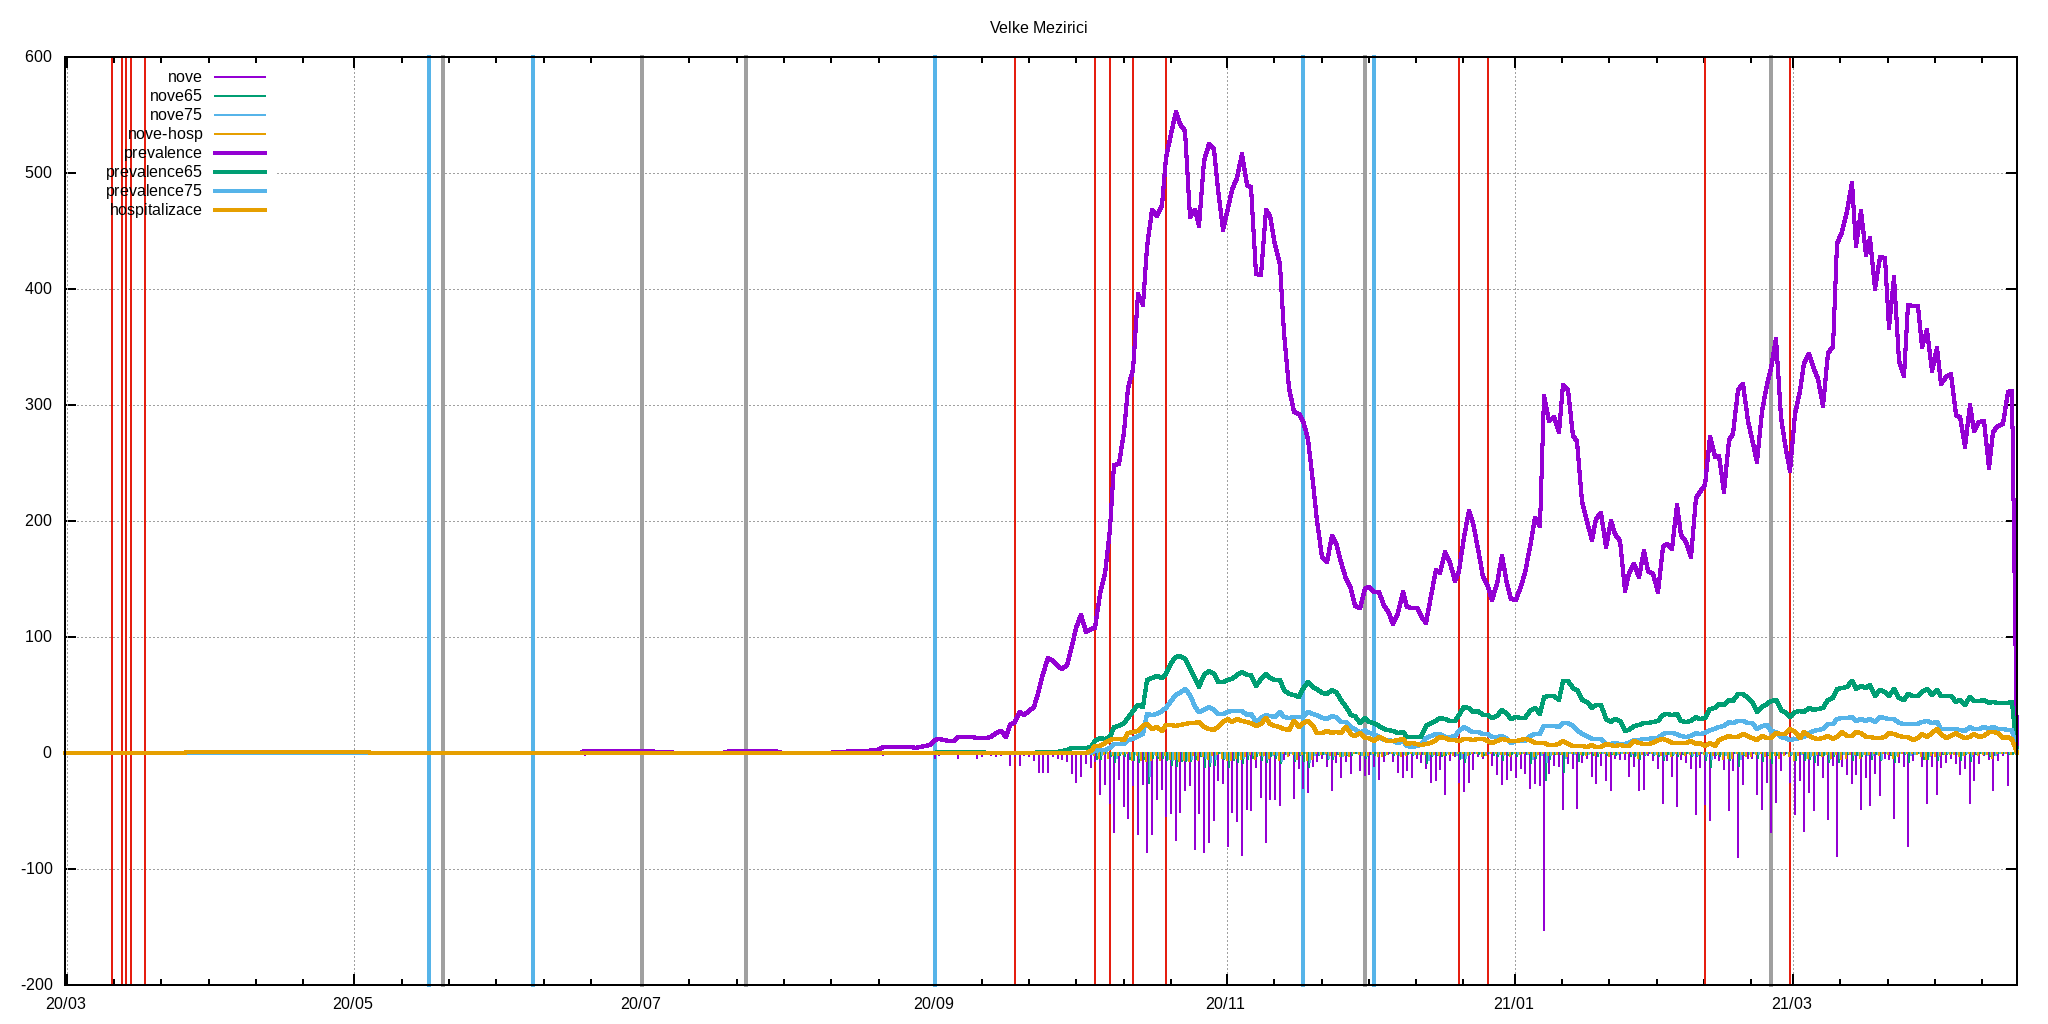 Velke Mezirici
600
500
400
300
200
100
0
-100
-200
nove
nove65
nove75
nove-hosp
prevalence
prevalence65
prevalence75
hospitalizace
20/03 20/05 20/07 20/09 20/11 21/01 21/03